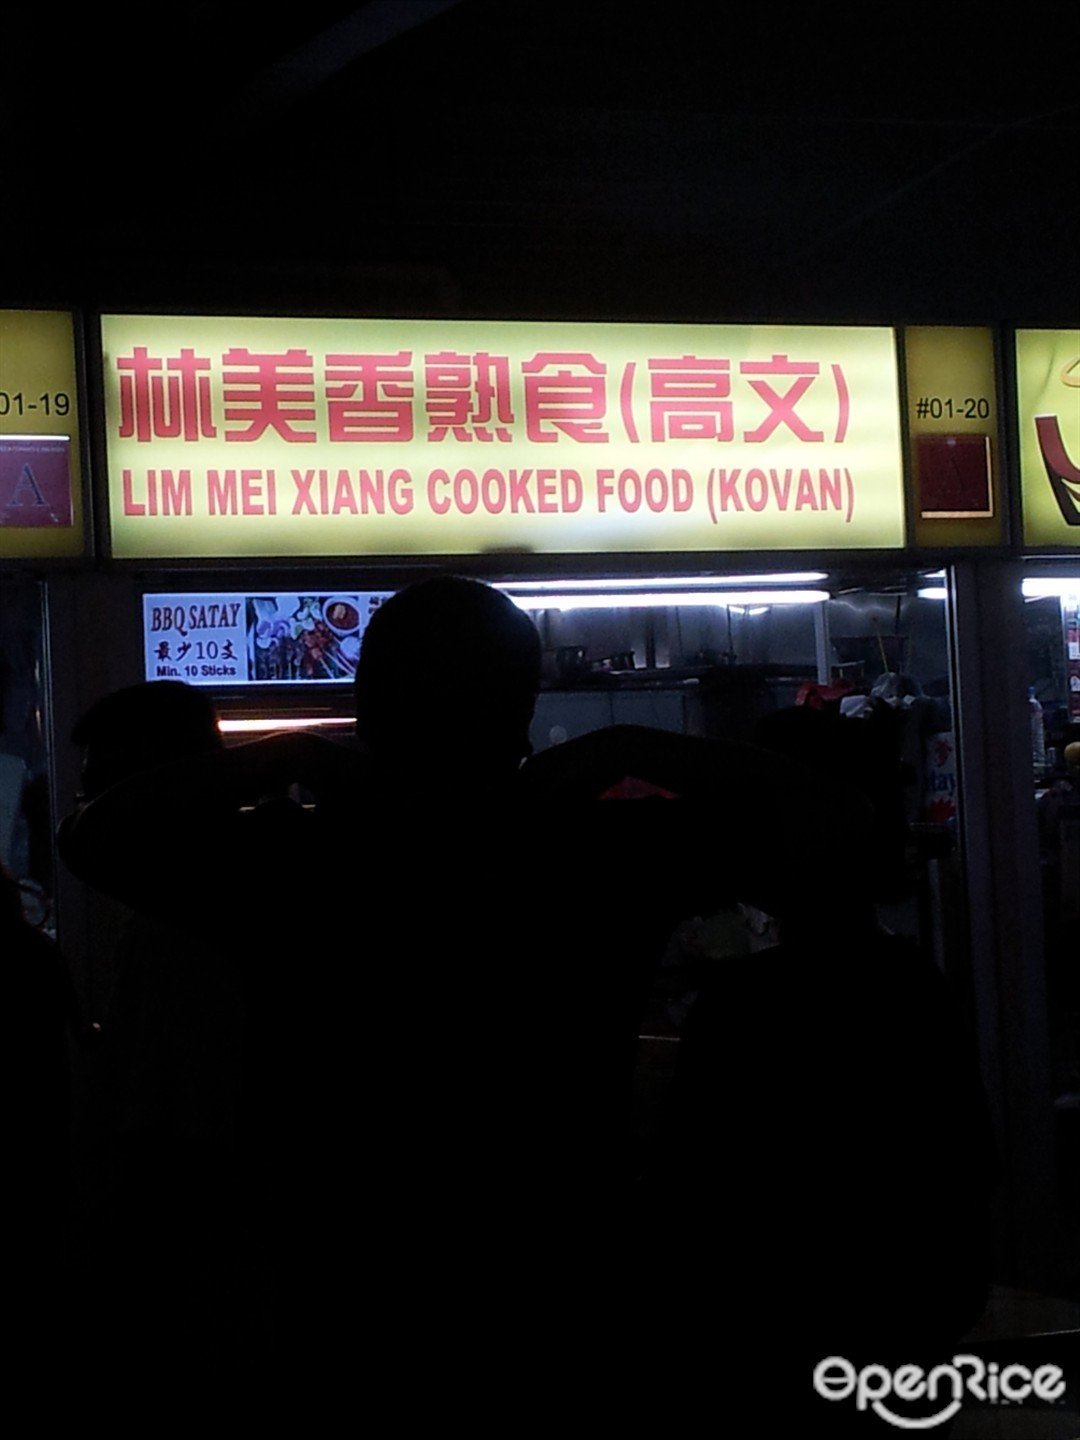 林美香熟食(高文)
LIM MEI XIANG COOKED FOOD (KOVAN)
01-19
A
#01-20
A
BBQ SATAY
最少10支
Min. 10 Sticks
OpenRice